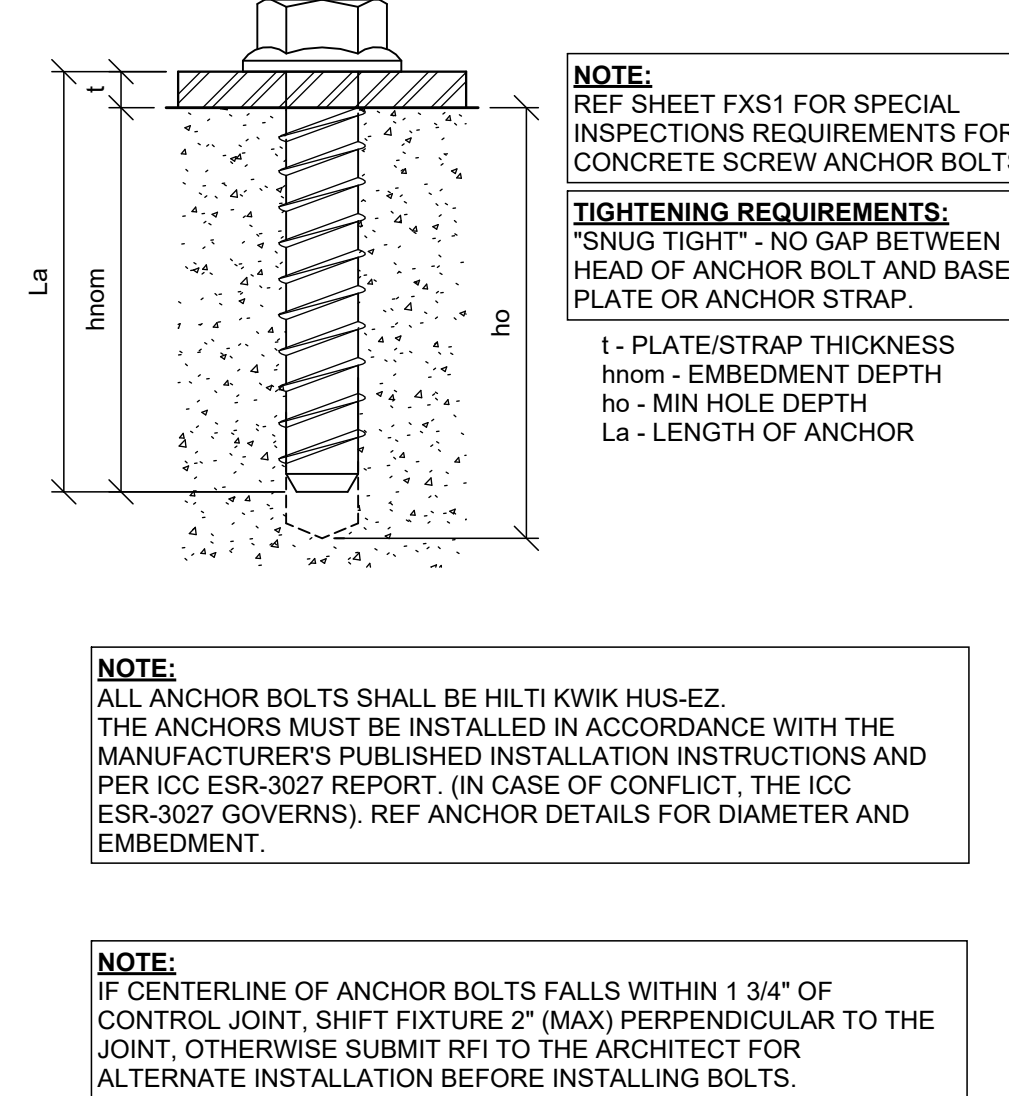 t
La
hnom
ho
NOTE:
REF SHEET FXS1 FOR SPECIAL
INSPECTIONS REQUIREMENTS FOR
CONCRETE SCREW ANCHOR BOLTS
TIGHTENING REQUIREMENTS:
"SNUG TIGHT" - NO GAP BETWEEN
HEAD OF ANCHOR BOLT AND BASE
PLATE OR ANCHOR STRAP.
t - PLATE/STRAP THICKNESS
hnom - EMBEDMENT DEPTH
ho - MIN HOLE DEPTH
La - LENGTH OF ANCHOR
NOTE:
ALL ANCHOR BOLTS SHALL BE HILTI KWIK HUS-EZ.
THE ANCHORS MUST BE INSTALLED IN ACCORDANCE WITH THE
MANUFACTURER'S PUBLISHED INSTALLATION INSTRUCTIONS AND
PER ICC ESR-3027 REPORT. (IN CASE OF CONFLICT, THE ICC
ESR-3027 GOVERNS). REF ANCHOR DETAILS FOR DIAMETER AND
EMBEDMENT.
NOTE:
IF CENTERLINE OF ANCHOR BOLTS FALLS WITHIN 1 3/4" OF
CONTROL JOINT, SHIFT FIXTURE 2" (MAX) PERPENDICULAR TO THE
JOINT, OTHERWISE SUBMIT RFI TO THE ARCHITECT FOR
ALTERNATE INSTALLATION BEFORE INSTALLING BOLTS.